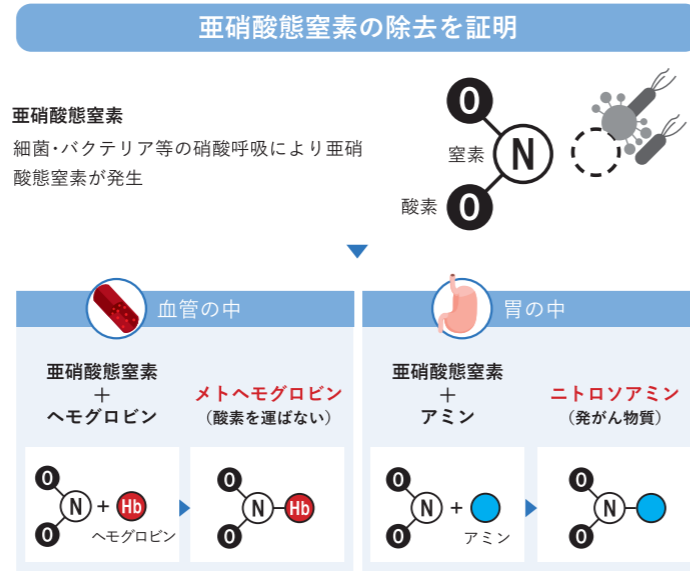 亜硝酸態窒素の除去を証明
亜硝酸態窒素
細菌・バクテリア等の硝酸呼吸により亜硝
酸態窒素が発生
O
窒素
N
酸素
O
血管の中
亜硝酸態窒素
+
ヘモグロビン
メトヘモグロビン
(酸素を運ばない)
O
N + Hb
O
ヘモグロビン
O
N Hb
O
胃の中
亜硝酸態窒素
+
アミン
ニトロソアミン
(発がん物質)
O
N +
O
アミン
O
N
O